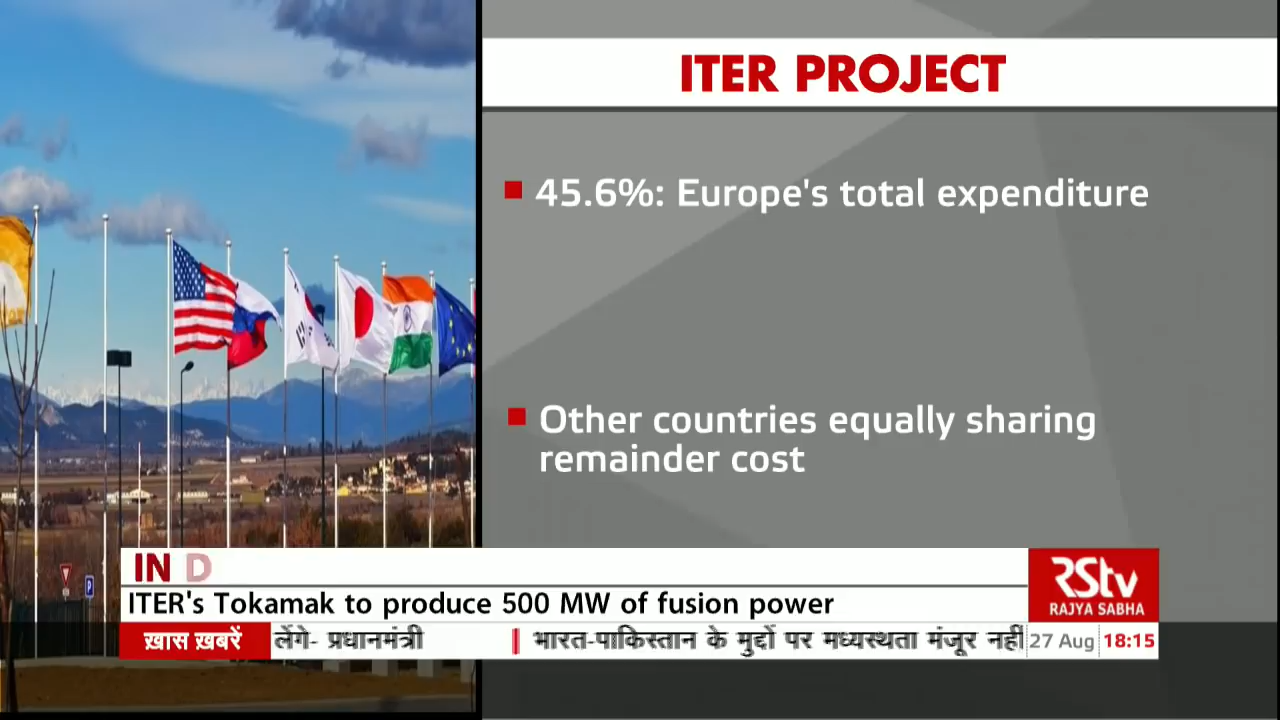 ITER PROJECT
45.6%: Europe's total expenditure
Other countries equally sharing
remainder cost
IN D
ITER's Tokamak to produce 500 MW of fusion power
RStv
RAJYA SABHA
ख़ास ख़बरें
लेंगे- प्रधानमंत्री | भारत-पाकिस्तान के मुद्दों पर मध्यस्थता मंजूर नहीं
27 Aug 18:15
P